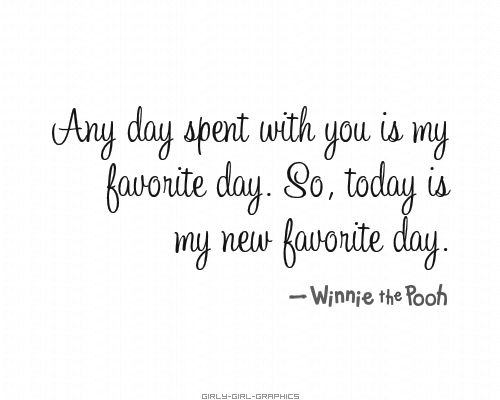 Any day spent with you is my
favorite day. So, today is
my new favorite day.
— Winnie the Pooh
GIRLY-GIRL-GRAPHICS